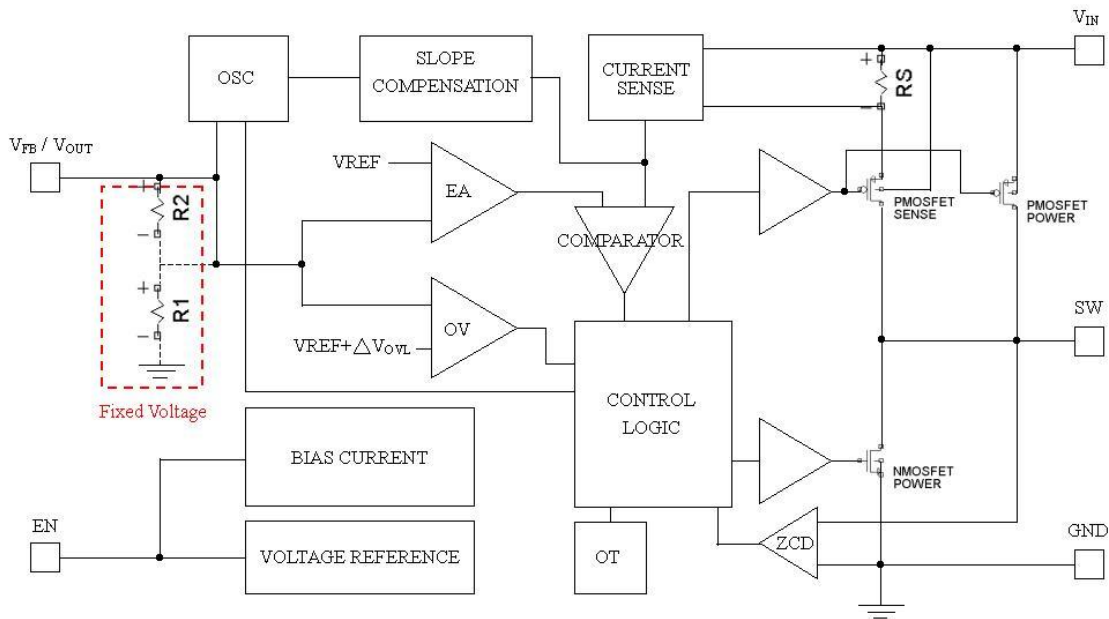 VIN
OSC
SLOPE
COMPENSATION
CURRENT
SENSE
+
RS
−
VFB / VOUT
VREF
EA
+
R2
−
COMPARATOR
PMOSFET
SENSE
PMOSFET
POWER
+
R1
−
OV
VREF+△VOVL
SW
Fixed Voltage
CONTROL
LOGIC
BIAS CURRENT
NMOSFET
POWER
EN
VOLTAGE REFERENCE
OT
ZCD
GND